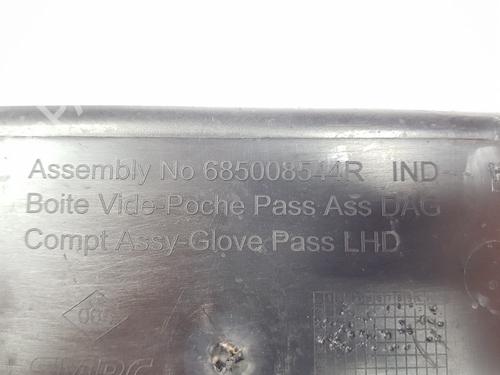 Assembly No 685008544R IND
Boite Vide-Poche Pass Ass DAG
Compt Assy-Glove Pass LHD